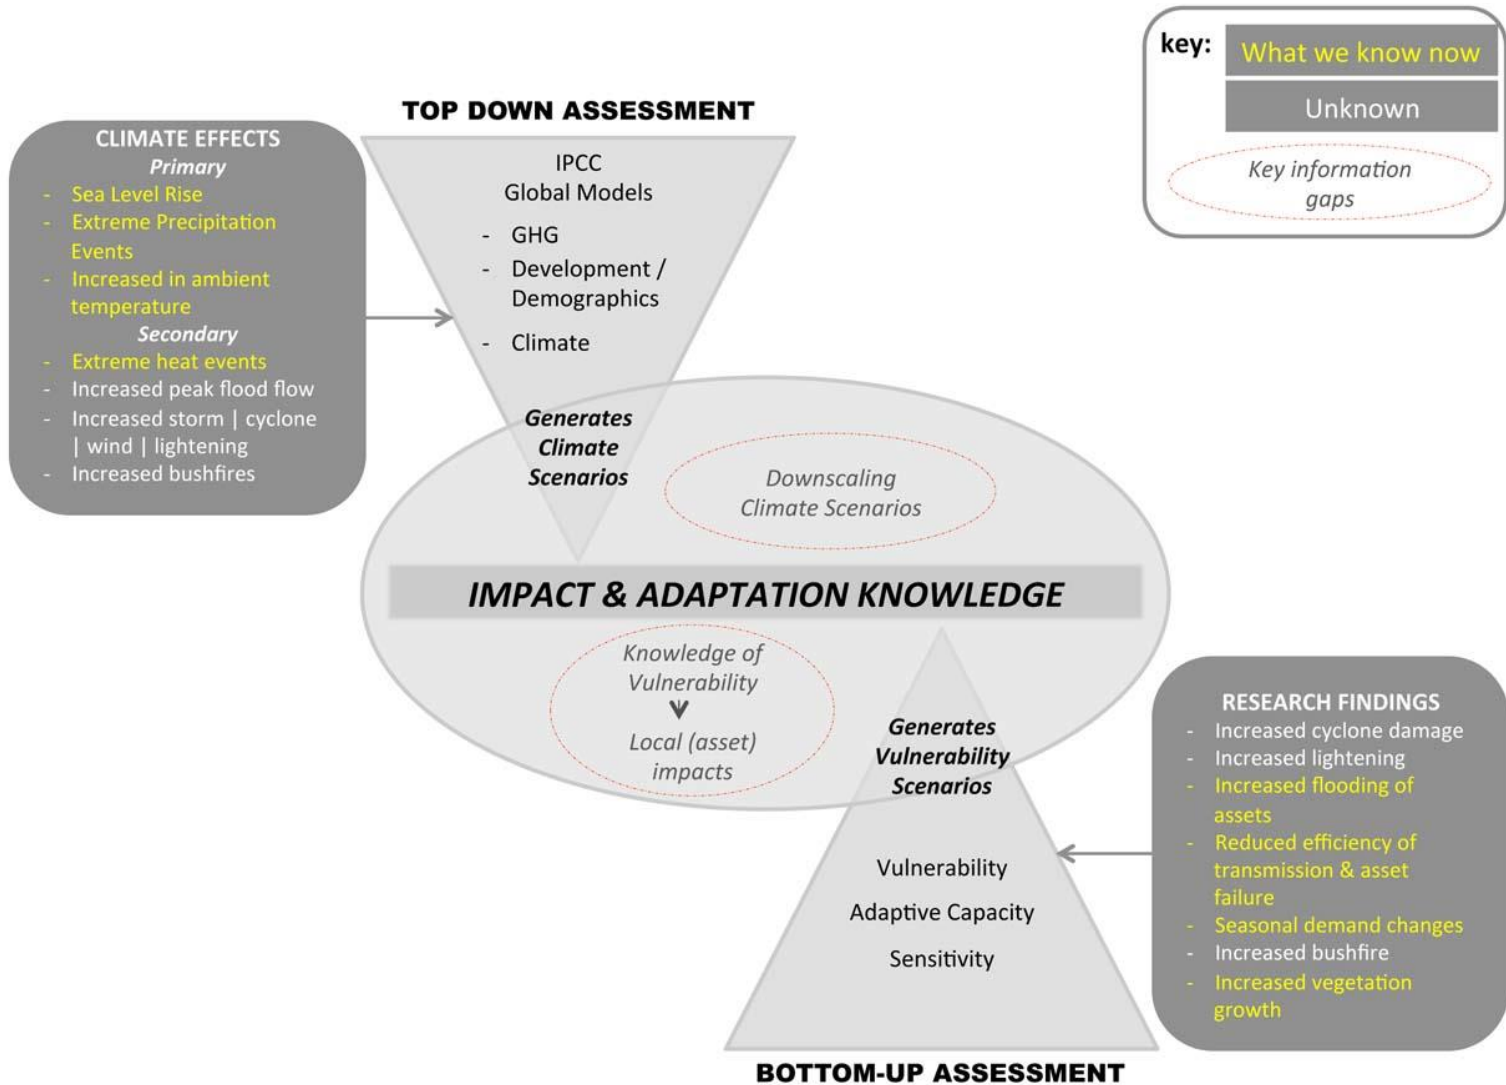 key:
What we know now
Unknown
Key information
gaps
TOP DOWN ASSESSMENT
CLIMATE EFFECTS
Primary
- Sea Level Rise
- Extreme Precipitation
Events
- Increased in ambient
temperature
Secondary
- Extreme heat events
- Increased peak flood flow
- Increased storm | cyclone
| wind | lightening
- Increased bushfires
IPCC
Global Models
- GHG
- Development /
Demographics
- Climate
Generates
Climate
Scenarios
Downscaling
Climate Scenarios
IMPACT & ADAPTATION KNOWLEDGE
Knowledge of
Vulnerability
Local (asset)
impacts
Generates
Vulnerability
Scenarios
Vulnerability
Adaptive Capacity
Sensitivity
RESEARCH FINDINGS
- Increased cyclone damage
- Increased lightening
- Increased flooding of
assets
- Reduced efficiency of
transmission & asset
failure
- Seasonal demand changes
- Increased bushfire
- Increased vegetation
growth
BOTTOM-UP ASSESSMENT